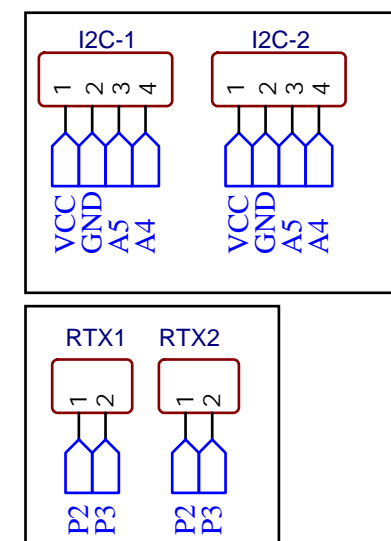 I2C-1 I2C-2
1 2 3 4 1 2 3 4
VCC GND A5 A4 VCC GND A5 A4
RTX1 RTX2
1 2 1 2
P2 P3 P2 P3